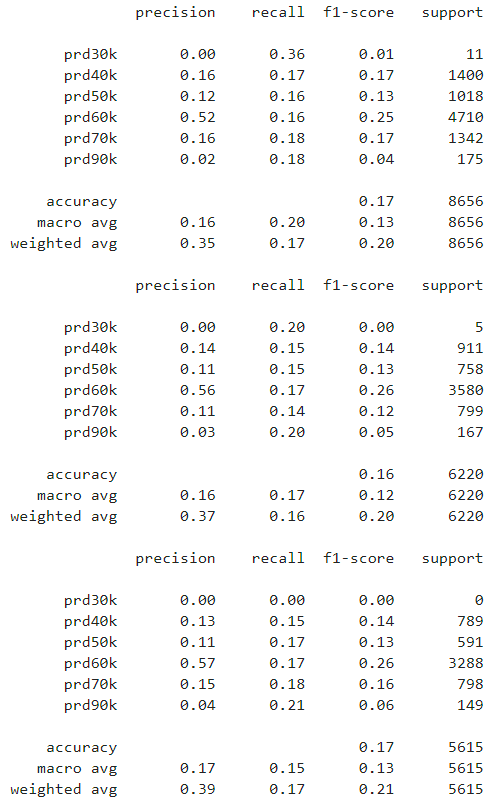 precision recall f1-score support
prd30k 0.00 0.36 0.01 11
prd40k 0.16 0.17 0.17 1400
prd50k 0.12 0.16 0.13 1018
prd60k 0.52 0.16 0.25 4710
prd70k 0.16 0.18 0.17 1342
prd90k 0.02 0.18 0.04 175
accuracy 0.17 8656
macro avg 0.16 0.20 0.13 8656
weighted avg 0.35 0.17 0.20 8656
precision recall f1-score support
prd30k 0.00 0.20 0.00 5
prd40k 0.14 0.15 0.14 911
prd50k 0.11 0.15 0.13 758
prd60k 0.56 0.17 0.26 3580
prd70k 0.11 0.14 0.12 799
prd90k 0.03 0.20 0.05 167
accuracy 0.16 6220
macro avg 0.16 0.17 0.12 6220
weighted avg 0.37 0.16 0.20 6220
precision recall f1-score support
prd30k 0.00 0.00 0.00 0
prd40k 0.13 0.15 0.14 789
prd50k 0.11 0.17 0.13 591
prd60k 0.57 0.17 0.26 3288
prd70k 0.15 0.18 0.16 798
prd90k 0.04 0.21 0.06 149
accuracy 0.17 5615
macro avg 0.17 0.15 0.13 5615
weighted avg 0.39 0.17 0.21 5615